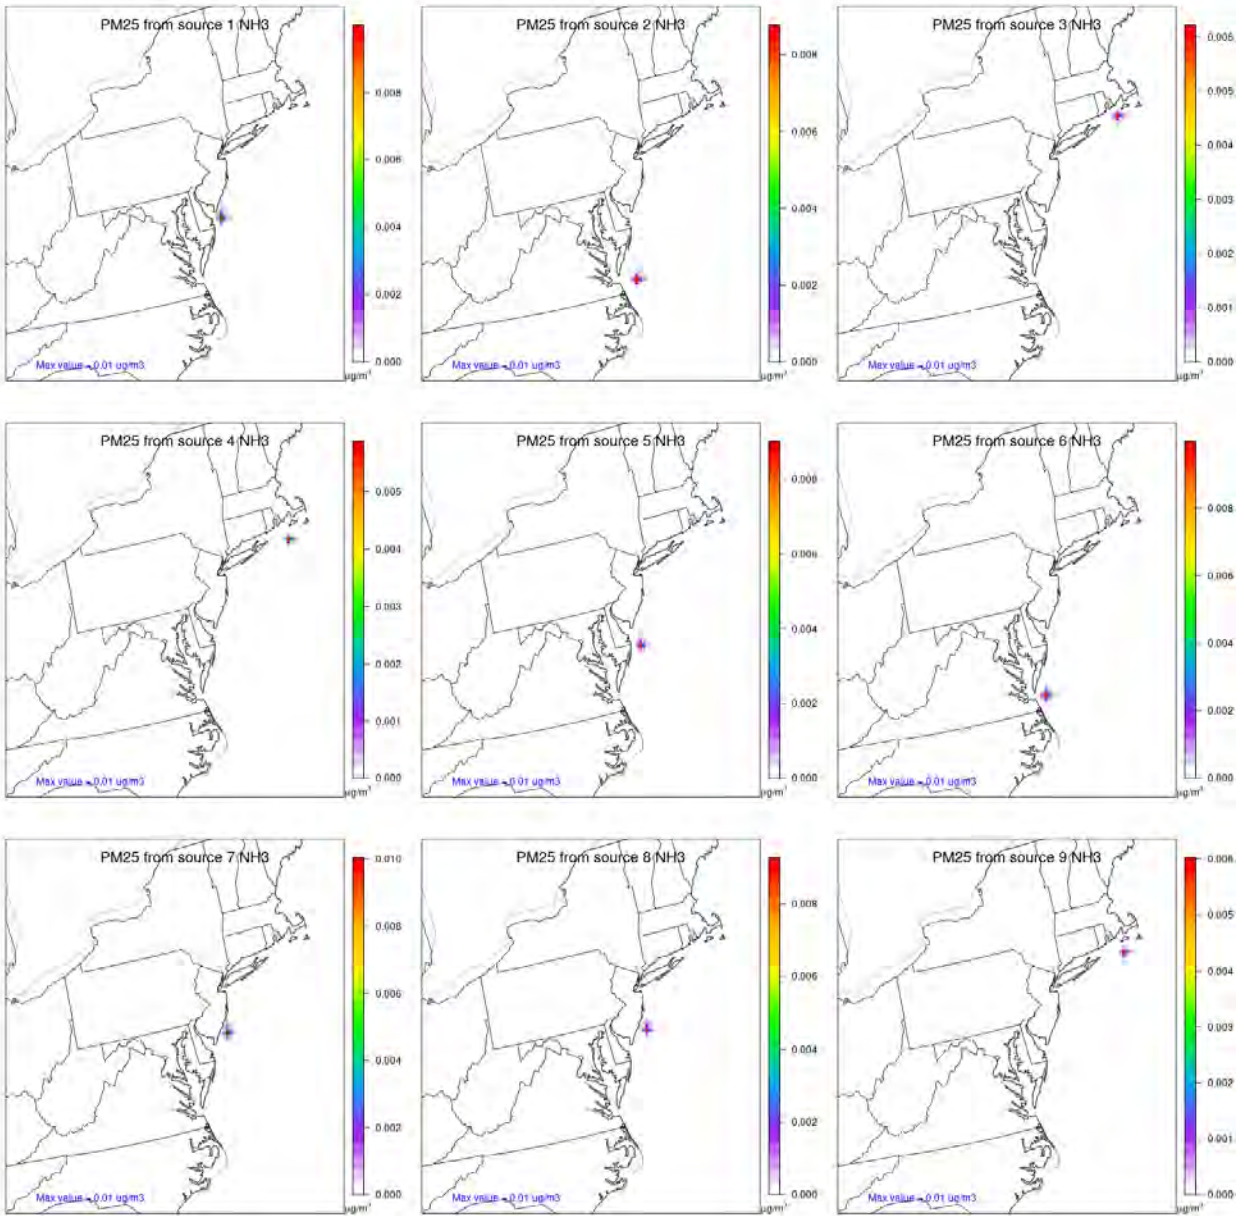 PM25 from source 1 NH3
0.008
0.006
0.004
0.002
0.000
Max value = 0.01 ug/m3
µg/m³
PM25 from source 2 NH3
0.008
0.006
0.004
0.002
0.000
Max value = 0.01 ug/m3
µg/m³
PM25 from source 3 NH3
0.006
0.005
0.004
0.003
0.002
0.001
0.000
Max value = 0.01 ug/m3
µg/m³
PM25 from source 4 NH3
0.005
0.004
0.003
0.002
0.001
0.000
Max value = 0.01 ug/m3
µg/m³
PM25 from source 5 NH3
0.008
0.006
0.004
0.002
0.000
Max value = 0.01 ug/m3
µg/m³
PM25 from source 6 NH3
0.008
0.006
0.004
0.002
0.000
Max value = 0.01 ug/m3
µg/m³
PM25 from source 7 NH3
0.010
0.008
0.006
0.004
0.002
0.000
Max value = 0.01 ug/m3
µg/m³
PM25 from source 8 NH3
0.008
0.006
0.004
0.002
0.000
Max value = 0.01 ug/m3
µg/m³
PM25 from source 9 NH3
0.006
0.005
0.004
0.003
0.002
0.001
0.000
Max value = 0.01 ug/m3
µg/m³